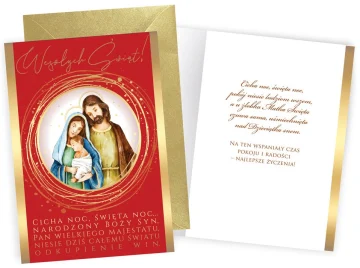 Wesołych Świąt!
CICHA NOC, ŚWIĘTA NOC...
NARODZONY BOŻY SYN,
PAN WIELKIEGO MAJESTATU,
NIESIE DZIŚ CAŁEMU ŚWIATU
ODKUPIENIE WIN.
Cicha noc, święta noc,
pokój niesie ludziom wszem,
a u żłóbka Matka Święta
czuwa sama, uśmiechnięta
nad Dzieciątka snem.
NA TEN WSPANIAŁY CZAS
POKOJU I RADOŚCI
– NAJLEPSZE ŻYCZENIA!